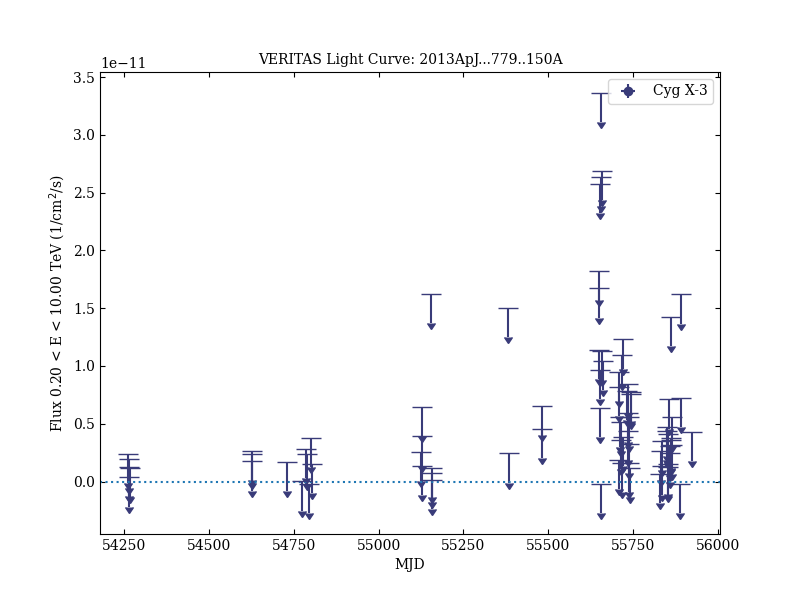 VERITAS Light Curve: 2013ApJ...779..150A
1e−11
Cyg X-3
3.5
3.0
2.5
2.0
1.5
1.0
0.5
0.0
Flux 0.20 < E < 10.00 TeV (1/cm²/s)
54250 54500 54750 55000 55250 55500 55750 56000
MJD